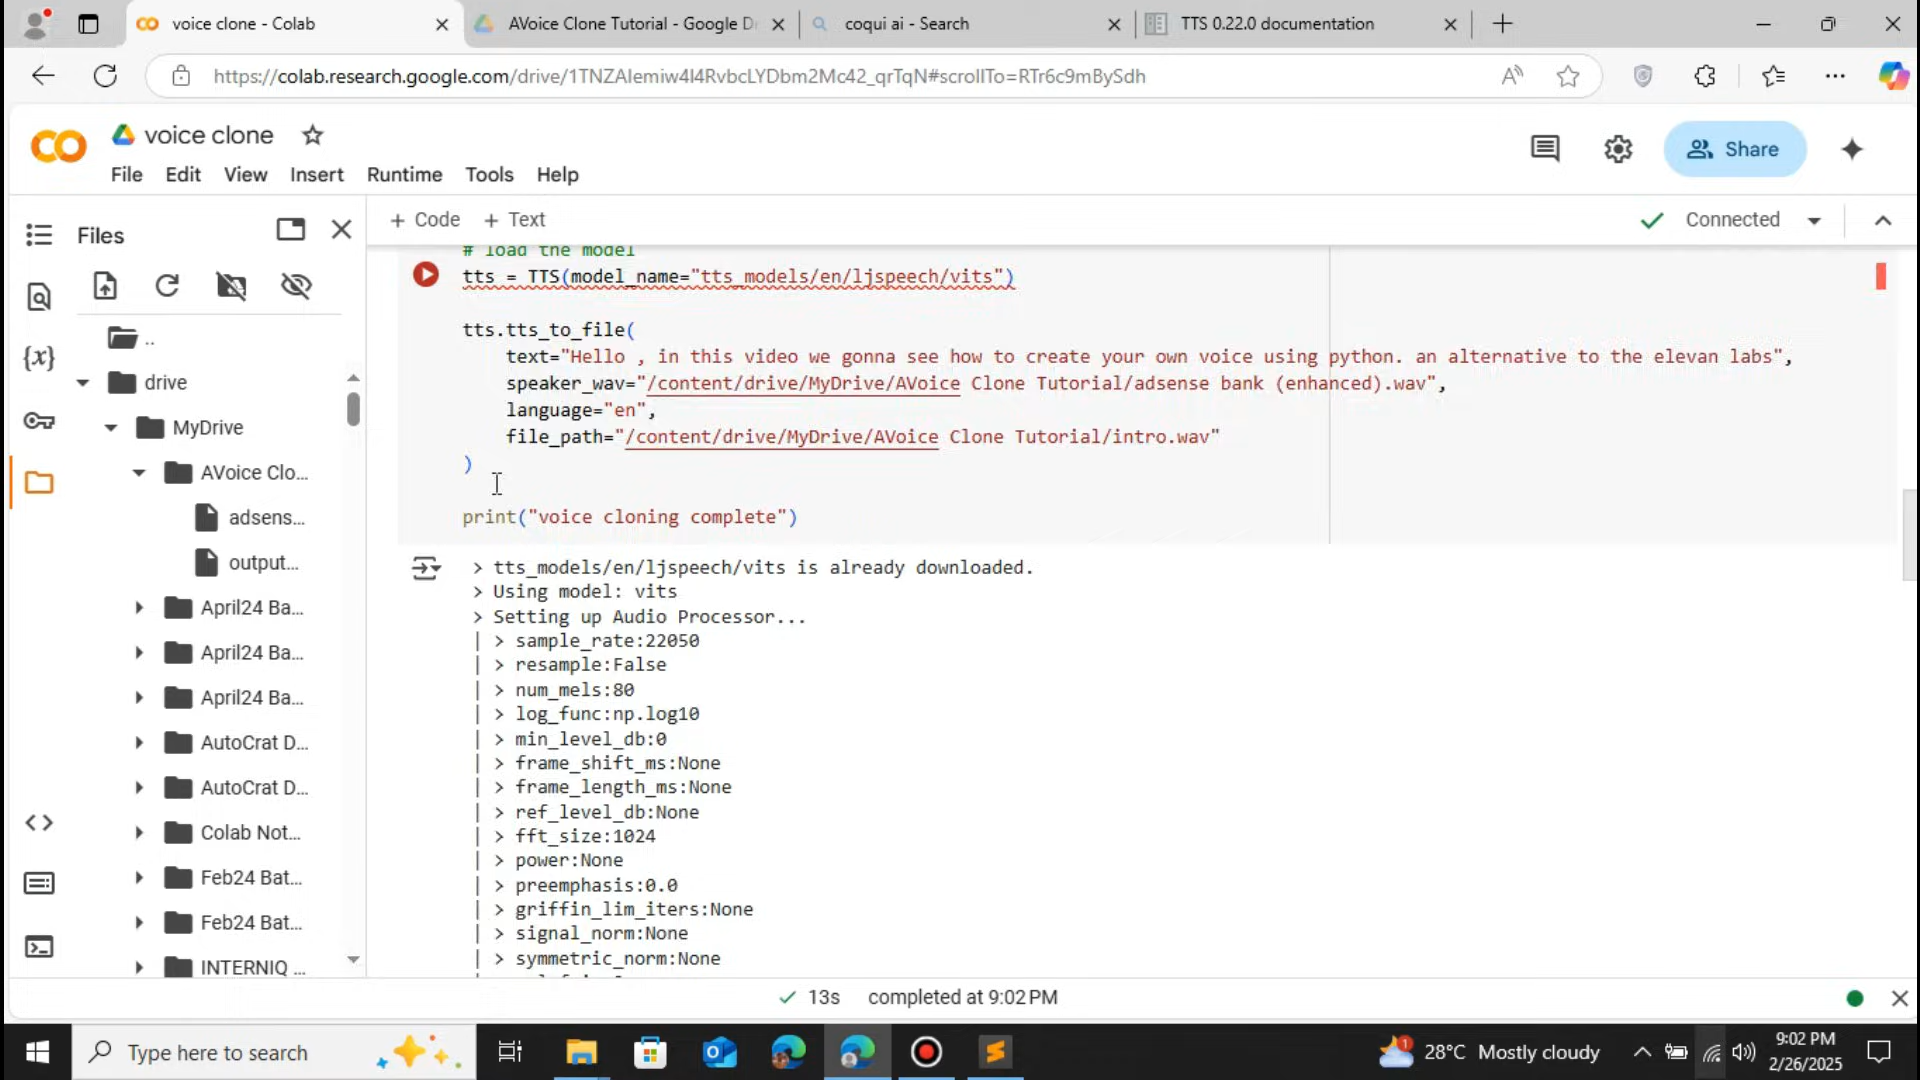 voice clone - Colab
AVoice Clone Tutorial - Google D
coqui ai - Search
TTS 0.22.0 documentation
https://colab.research.google.com/drive/1TNZAIemiw4I4RvbcLYDbm2Mc42_qrTqN#scrollTo=RTr6c9mBySdh
voice clone
Share
File Edit View Insert Runtime Tools Help
Files
+ Code + Text
Connected
..
drive
MyDrive
AVoice Clo...
adsens...
output...
April24 Ba...
April24 Ba...
April24 Ba...
AutoCrat D...
AutoCrat D...
Colab Not...
Feb24 Bat...
Feb24 Bat...
INTERNIQ ...
# load the model
tts = TTS(model_name="tts_models/en/ljspeech/vits")
tts.tts_to_file(
text="Hello , in this video we gonna see how to create your own voice using python. an alternative to the elevan labs",
speaker_wav="/content/drive/MyDrive/AVoice Clone Tutorial/adsense bank (enhanced).wav",
language="en",
file_path="/content/drive/MyDrive/AVoice Clone Tutorial/intro.wav"
)
print("voice cloning complete")
> tts_models/en/ljspeech/vits is already downloaded.
> Using model: vits
> Setting up Audio Processor...
| > sample_rate:22050
| > resample:False
| > num_mels:80
| > log_func:np.log10
| > min_level_db:0
| > frame_shift_ms:None
| > frame_length_ms:None
| > ref_level_db:None
| > fft_size:1024
| > power:None
| > preemphasis:0.0
| > griffin_lim_iters:None
| > signal_norm:None
| > symmetric_norm:None
13s completed at 9:02 PM
Type here to search
28°C Mostly cloudy
9:02 PM
2/26/2025